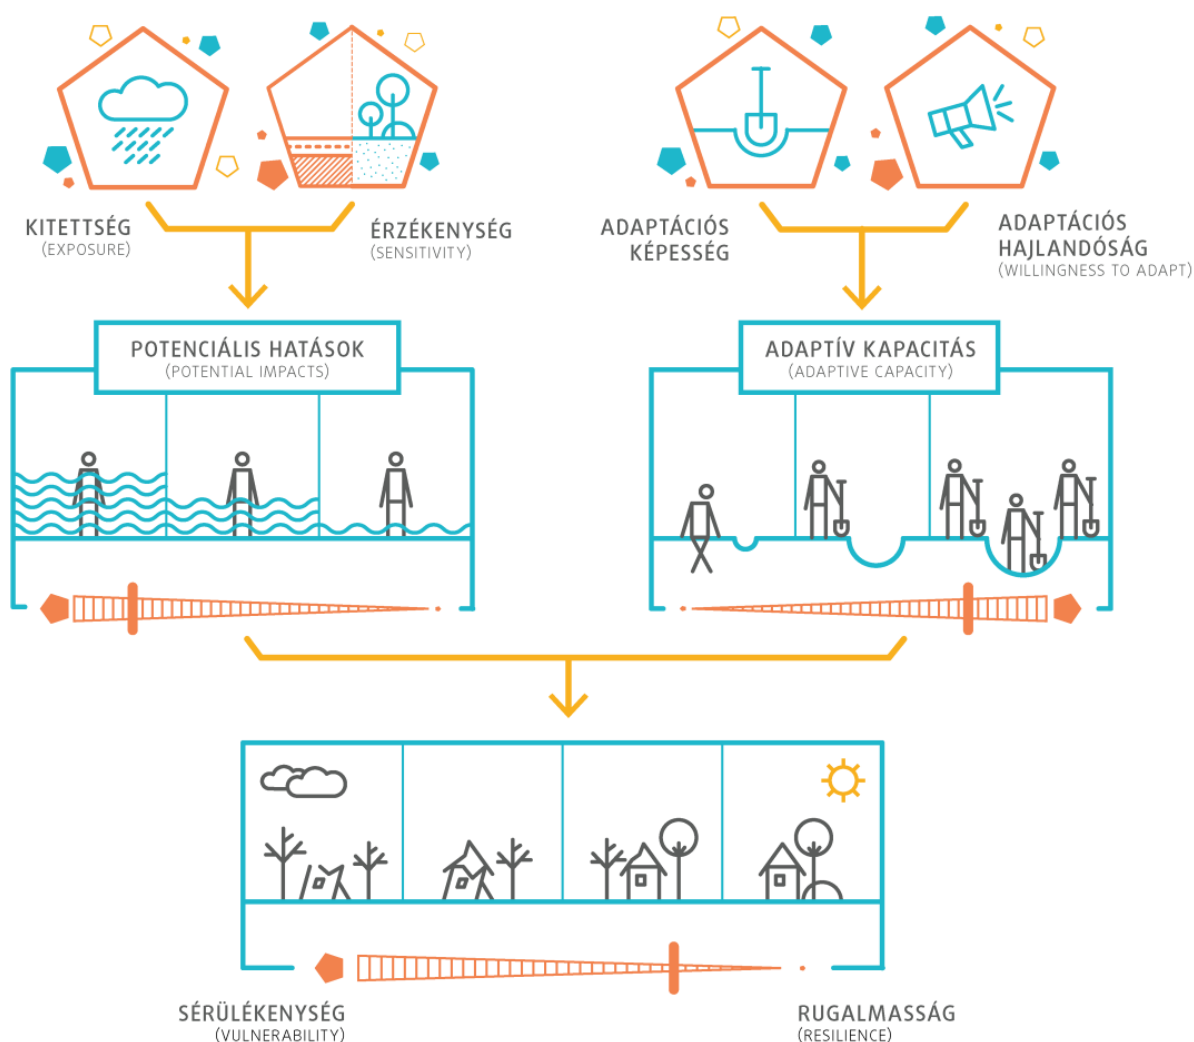 KITETTSÉG
(EXPOSURE)
ÉRZÉKENYSÉG
(SENSITIVITY)
ADAPTÁCIÓS
KÉPESSÉG
ADAPTÁCIÓS
HAJLANDÓSÁG
(WILLINGNESS TO ADAPT)
POTENCIÁLIS HATÁSOK
(POTENTIAL IMPACTS)
ADAPTÍV KAPACITÁS
(ADAPTIVE CAPACITY)
SÉRÜLÉKENYSÉG
(VULNERABILITY)
RUGALMASSÁG
(RESILIENCE)